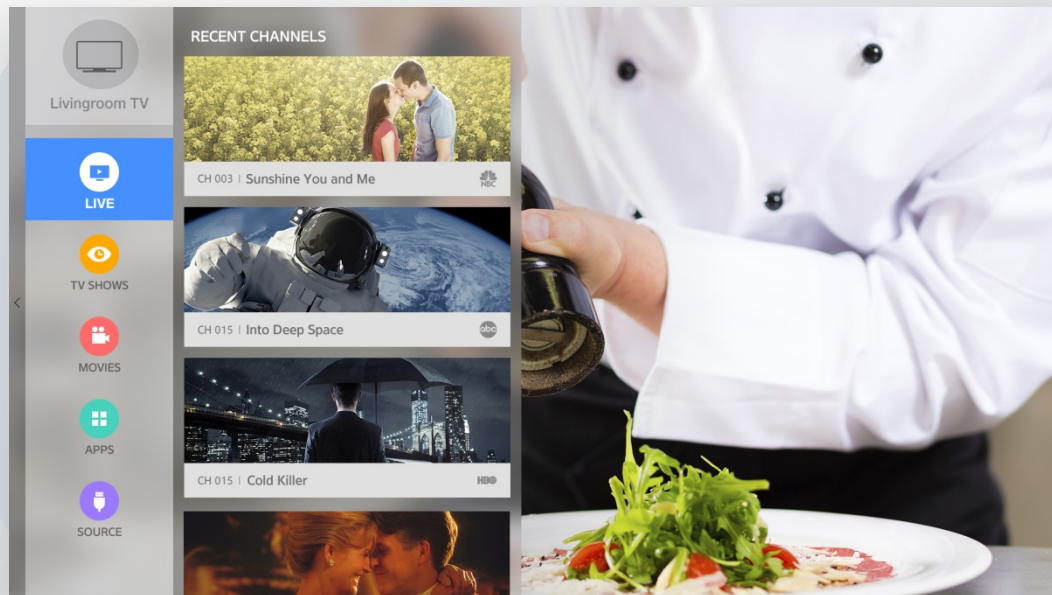 Livingroom TV
LIVE
TV SHOWS
MOVIES
APPS
SOURCE
RECENT CHANNELS
CH 003 | Sunshine You and Me
NBC
CH 015 | Into Deep Space
abc
CH 015 | Cold Killer
HBO